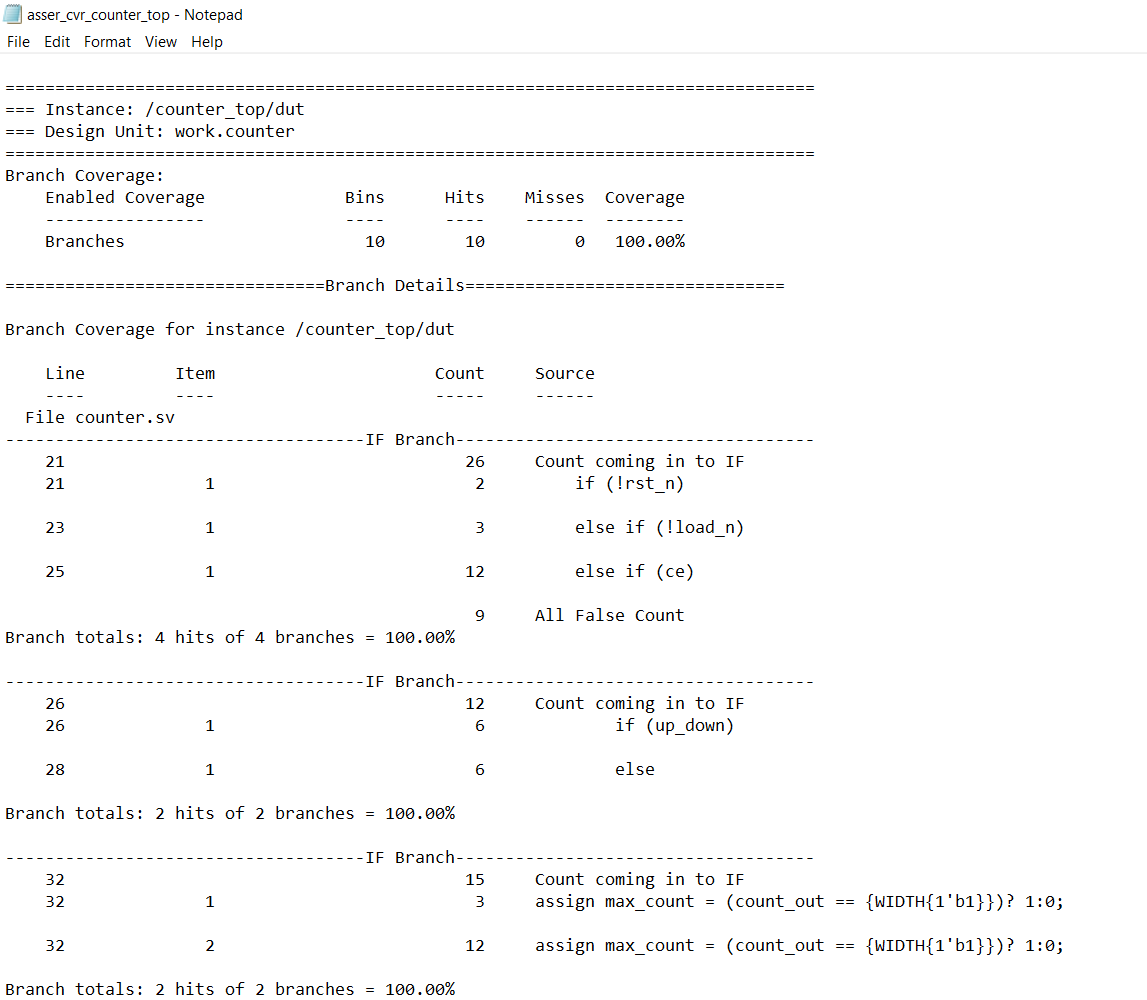 asser_cvr_counter_top - Notepad
File Edit Format View Help
=================================================================================
=== Instance: /counter_top/dut
=== Design Unit: work.counter
=================================================================================
Branch Coverage:
    Enabled Coverage              Bins      Hits    Misses  Coverage
    ----------------              ----      ----    ------  --------
    Branches                        10        10         0   100.00%
================================Branch Details================================
Branch Coverage for instance /counter_top/dut
    Line         Item                      Count     Source
    ----         ----                      -----     ------
  File counter.sv
------------------------------------IF Branch------------------------------------
    21                                        26     Count coming in to IF
    21              1                          2         if (!rst_n)
    23              1                          3         else if (!load_n)
    25              1                         12         else if (ce)
                                               9     All False Count
Branch totals: 4 hits of 4 branches = 100.00%
------------------------------------IF Branch------------------------------------
    26                                        12     Count coming in to IF
    26              1                          6             if (up_down)
    28              1                          6             else
Branch totals: 2 hits of 2 branches = 100.00%
------------------------------------IF Branch------------------------------------
    32                                        15     Count coming in to IF
    32              1                          3     assign max_count = (count_out == {WIDTH{1'b1}})? 1:0;
    32              2                         12     assign max_count = (count_out == {WIDTH{1'b1}})? 1:0;
Branch totals: 2 hits of 2 branches = 100.00%